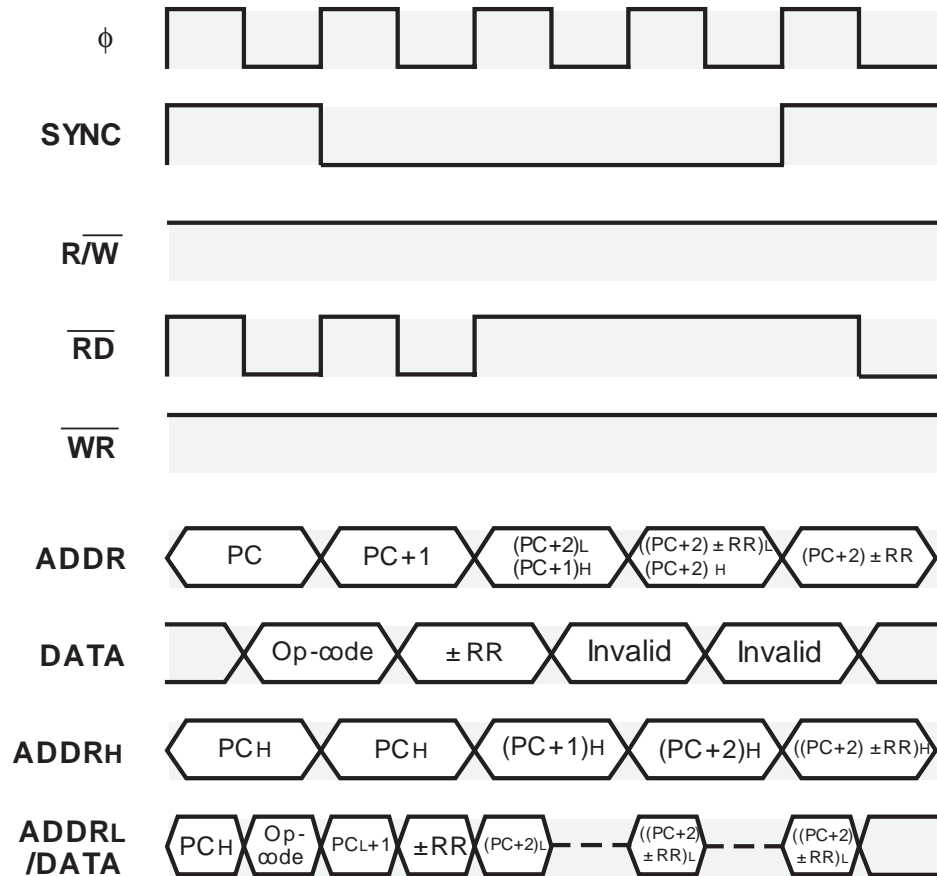 ϕ
SYNC
R/W̅
R̅D̅
W̅R̅
ADDR
PC
PC+1
(PC+2)L
(PC+1)H
((PC+2) ± RR)L
(PC+2) H
(PC+2) ± RR
DATA
Op-code
± RR
Invalid
Invalid
ADDRH
PCH
PCH
(PC+1)H
(PC+2)H
((PC+2) ±RR)H
ADDRL
/DATA
PCH
Op-
code
PCL+1
±RR
(PC+2)L
((PC+2)
± RR)L
((PC+2)
± RR)L